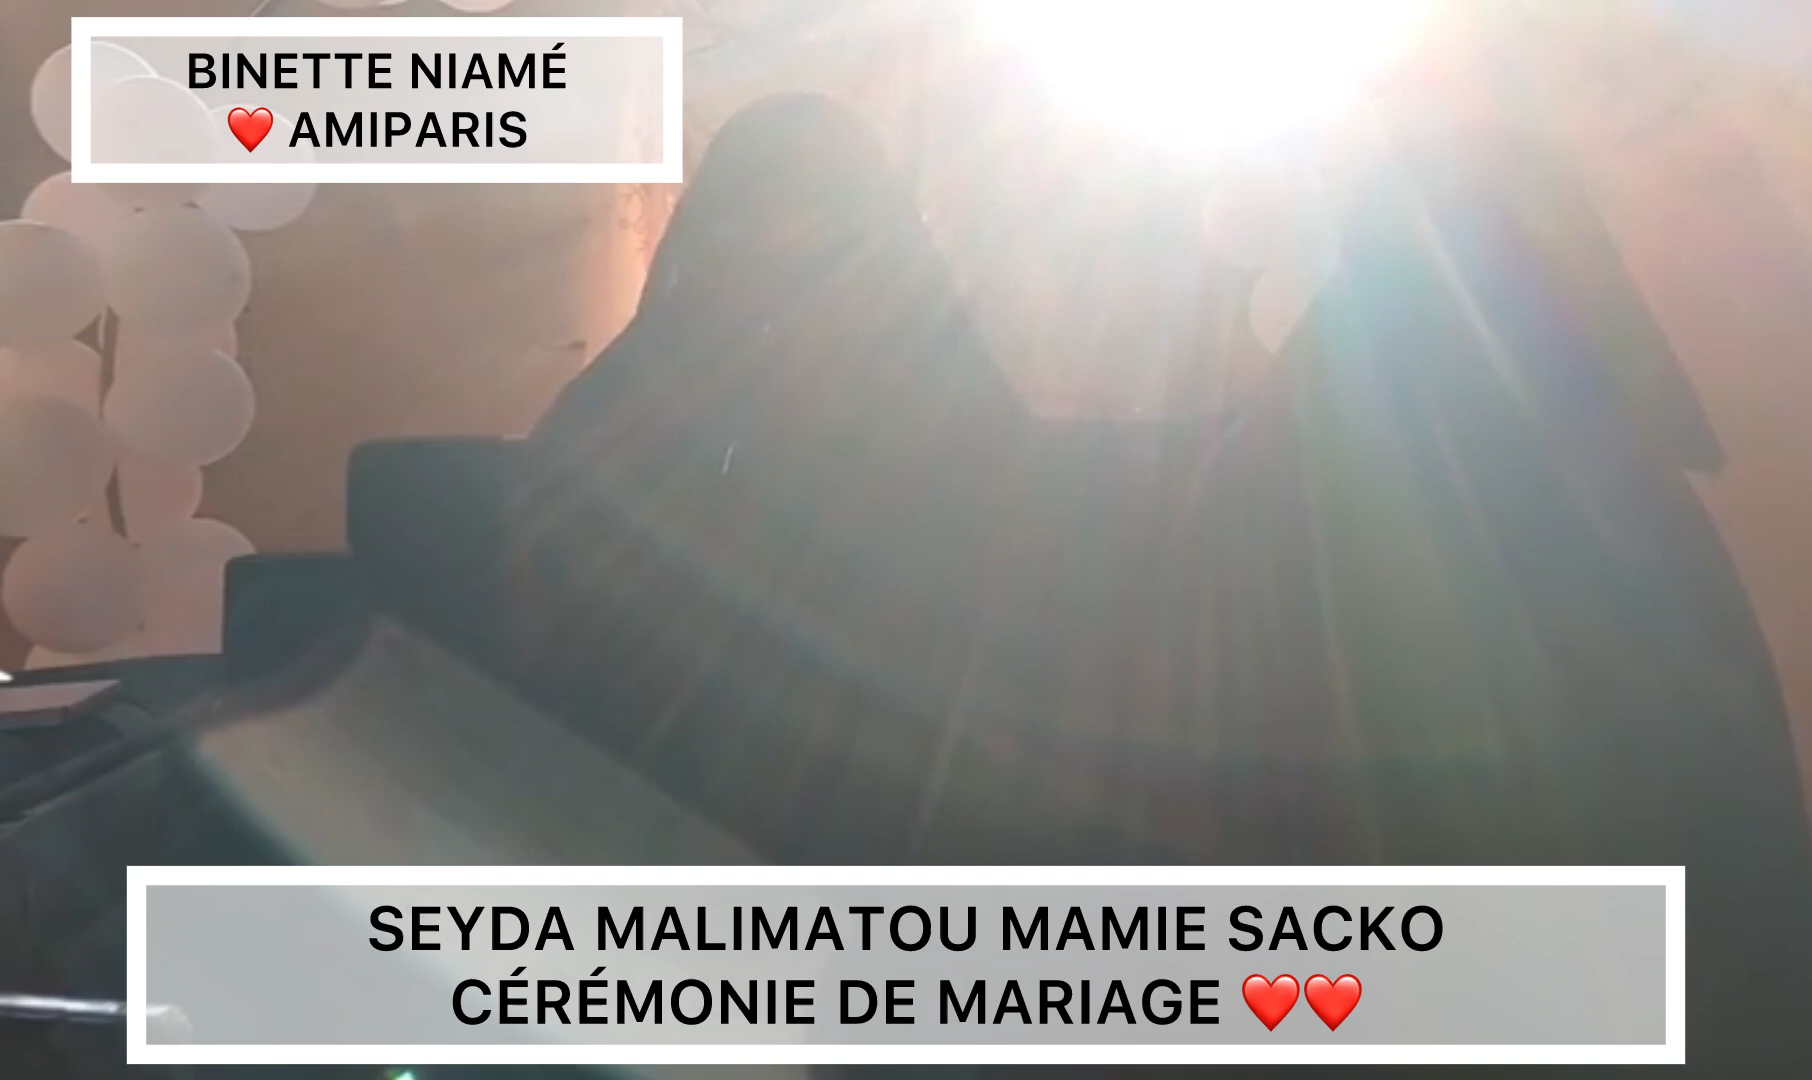 BINETTE NIAMÉ
❤️ AMIPARIS
SEYDA MALIMATOU MAMIE SACKO
CÉRÉMONIE DE MARIAGE ❤️❤️